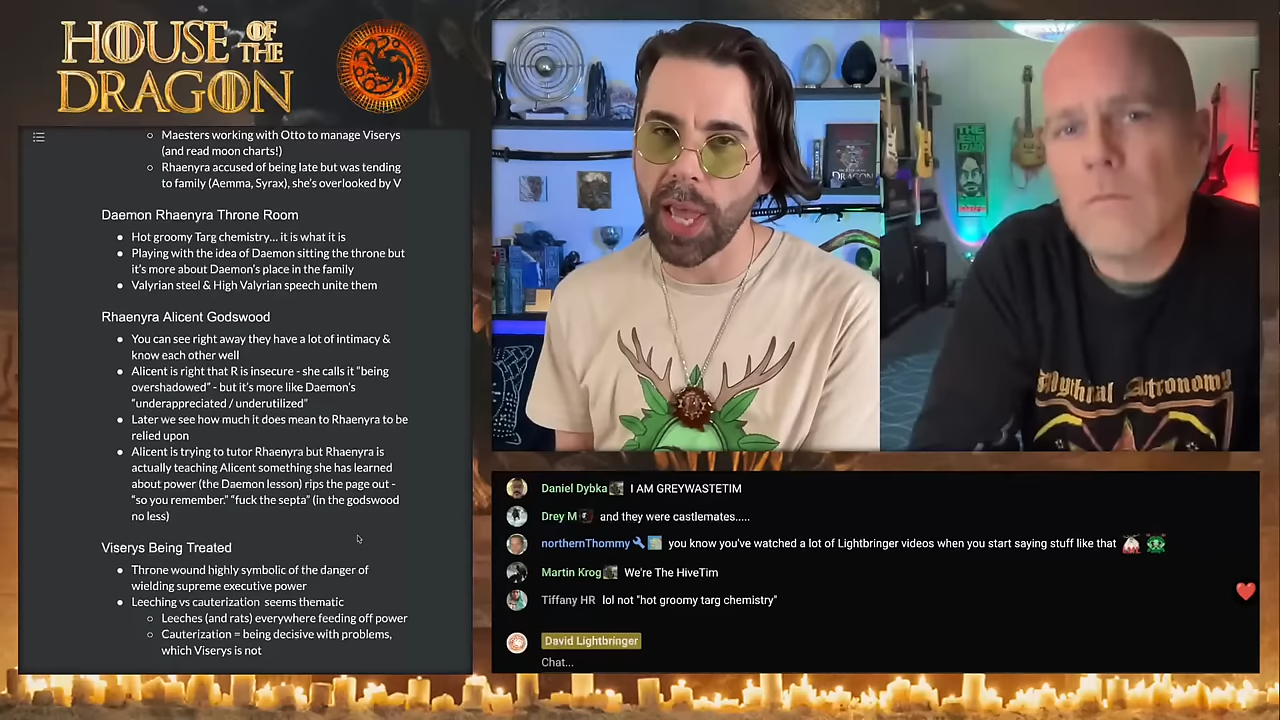 HOUSE OF THE
DRAGON
Maesters working with Otto to manage Viserys
(and read moon charts!)
Rhaenyra accused of being late but was tending
to family (Aemma, Syrax), she's overlooked by V
Daemon Rhaenyra Throne Room
Hot groomy Targ chemistry... it is what it is
Playing with the idea of Daemon sitting the throne but
it's more about Daemon's place in the family
Valyrian steel & High Valyrian speech unite them
Rhaenyra Alicent Godswood
You can see right away they have a lot of intimacy &
know each other well
Alicent is right that R is insecure - she calls it “being
overshadowed” - but it's more like Daemon's
“underappreciated / underutilized”
Later we see how much it does mean to Rhaenyra to be
relied upon
Alicent is trying to tutor Rhaenyra but Rhaenyra is
actually teaching Alicent something she has learned
about power (the Daemon lesson) rips the page out -
“so you remember.” “fuck the septa” (in the godswood
no less)
Viserys Being Treated
Throne wound highly symbolic of the danger of
wielding supreme executive power
Leeching vs cauterization seems thematic
Leeches (and rats) everywhere feeding off power
Cauterization = being decisive with problems,
which Viserys is not
DRAGON
THE
JESUS
LIZARD
Mythical Astronomy
Daniel Dybka I AM GREYWASTETIM
Drey M and they were castlemates.....
northernThommy you know you've watched a lot of Lightbringer videos when you start saying stuff like that
Martin Krog We're The HiveTim
Tiffany HR lol not "hot groomy targ chemistry"
David Lightbringer
Chat...